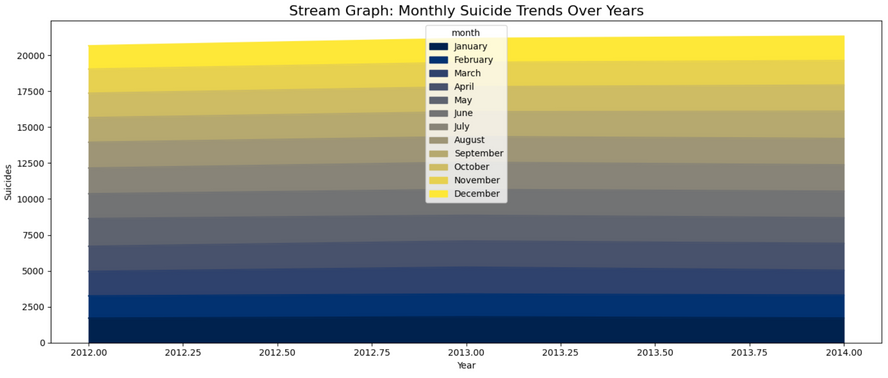 Stream Graph: Monthly Suicide Trends Over Years
month
January
February
March
April
May
June
July
August
September
October
November
December
Suicides
20000
17500
15000
12500
10000
7500
5000
2500
0
2012.00 2012.25 2012.50 2012.75 2013.00 2013.25 2013.50 2013.75 2014.00
Year